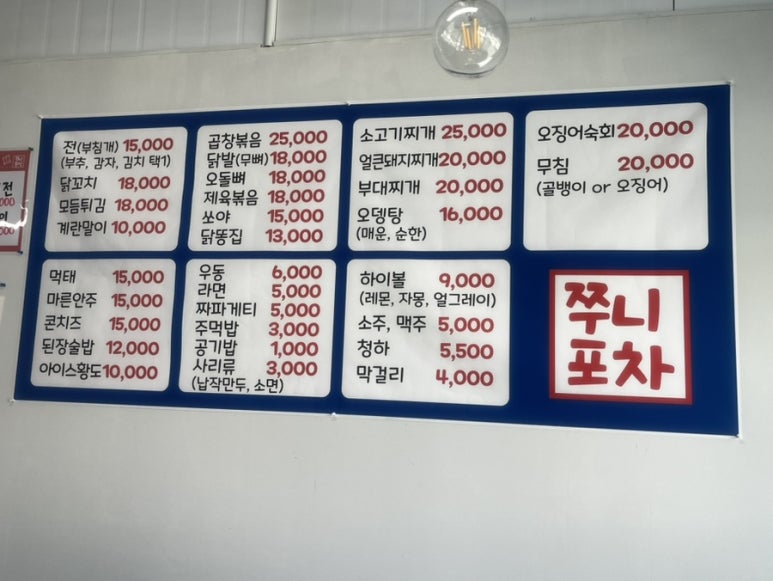 전(부침개) 15,000
(부추, 감자, 김치 택1)
닭꼬치 18,000
모듬튀김 18,000
계란말이 10,000
곱창볶음 25,000
닭발(무뼈) 18,000
오돌뼈 18,000
제육볶음 18,000
쏘야 15,000
닭똥집 13,000
소고기찌개 25,000
얼큰돼지찌개 20,000
부대찌개 20,000
오뎅탕 16,000
(매운, 순한)
오징어숙회 20,000
무침 20,000
(골뱅이 or 오징어)
먹태 15,000
마른안주 15,000
콘치즈 15,000
된장술밥 12,000
아이스황도 10,000
우동 6,000
라면 5,000
짜파게티 5,000
주먹밥 3,000
공기밥 1,000
사리류 3,000
(납작만두, 소면)
하이볼 9,000
(레몬, 자몽, 얼그레이)
소주, 맥주 5,000
청하 5,500
막걸리 4,000
쭈니
포차
전